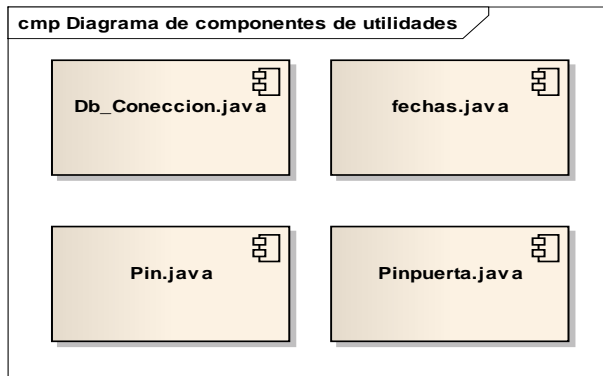 cmp Diagrama de componentes de utilidades
Db_Coneccion.java
fechas.java
Pin.java
Pinpuerta.java